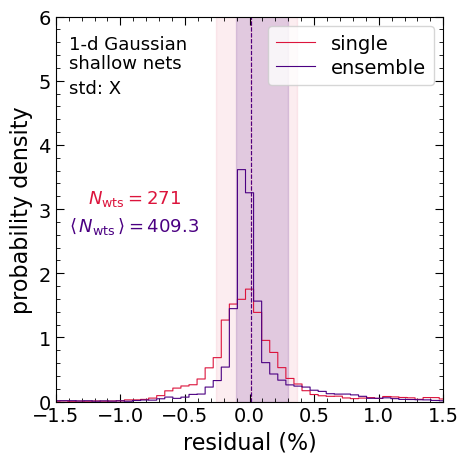 1-d Gaussian
shallow nets
std: X
single
ensemble
N_wts = 271
⟨N_wts⟩ = 409.3
probability density
6
5
4
3
2
1
0
−1.5 −1.0 −0.5 0.0 0.5 1.0 1.5
residual (%)